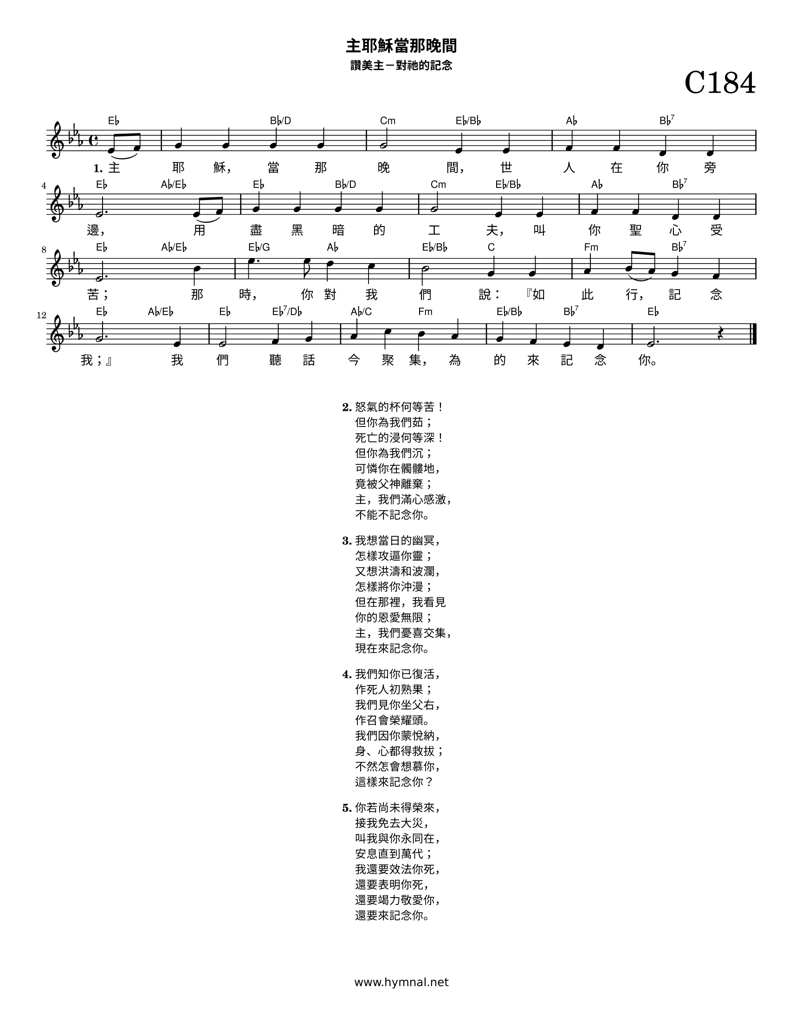 主耶穌當那晚間
讚美主－對祂的記念
C184
E♭ B♭/D Cm E♭/B♭ A♭ B♭7
1. 主 耶 穌， 當 那 晚 間， 世 人 在 你 旁
4 E♭ A♭/E♭ E♭ B♭/D Cm E♭/B♭ A♭ B♭7
邊， 用 盡 黑 暗 的 工 夫， 叫 你 聖 心 受
8 E♭ A♭/E♭ E♭/G A♭ E♭/B♭ C Fm B♭7
苦； 那 時， 你 對 我 們 說： 『如 此 行， 記 念
12 E♭ A♭/E♭ E♭ E♭7/D♭ A♭/C Fm E♭/B♭ B♭7 E♭
我；』 我 們 聽 話 今 聚 集， 為 的 來 記 念 你。
2. 怒氣的杯何等苦！
但你為我們茹；
死亡的浸何等深！
但你為我們沉；
可憐你在髑髏地，
竟被父神離棄；
主，我們滿心感激，
不能不記念你。
3. 我想當日的幽冥，
怎樣攻逼你靈；
又想洪濤和波瀾，
怎樣將你沖漫；
但在那裡，我看見
你的恩愛無限；
主，我們憂喜交集，
現在來記念你。
4. 我們知你已復活，
作死人初熟果；
我們見你坐父右，
作召會榮耀頭。
我們因你蒙悅納，
身、心都得救拔；
不然怎會想慕你，
這樣來記念你？
5. 你若尚未得榮來，
接我免去大災，
叫我與你永同在，
安息直到萬代；
我還要效法你死，
還要表明你死，
還要竭力敬愛你，
還要來記念你。
www.hymnal.net